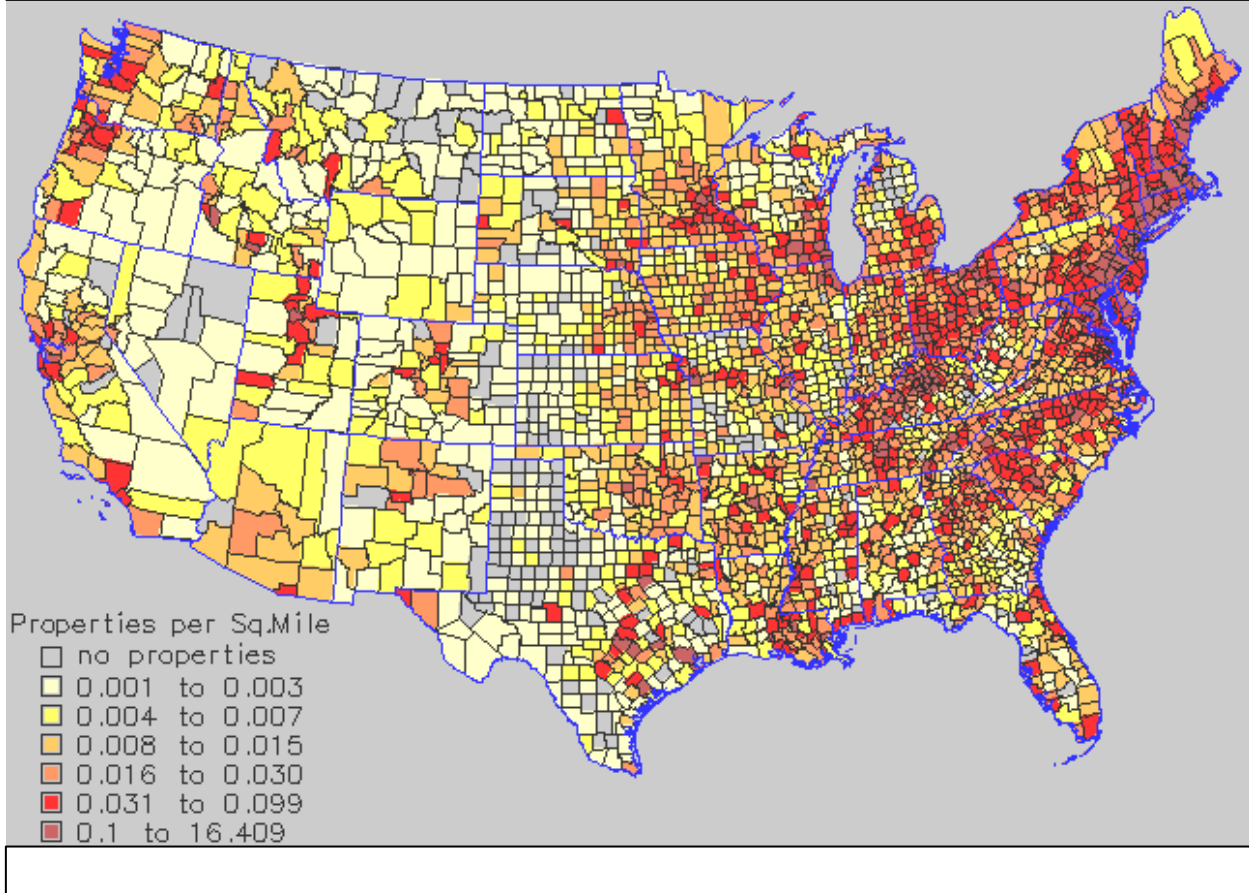 Properties per Sq.Mile
no properties
0.001 to 0.003
0.004 to 0.007
0.008 to 0.015
0.016 to 0.030
0.031 to 0.099
0.1 to 16.409